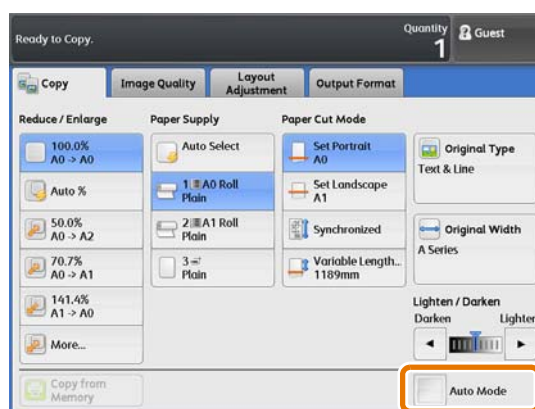 Ready to Copy.
Quantity
1
Guest
Copy
Image Quality
Layout
Adjustment
Output Format
Reduce / Enlarge
Paper Supply
Paper Cut Mode
100.0%
A0 -> A0
Auto %
50.0%
A0 -> A2
70.7%
A0 -> A1
141.4%
A1 -> A0
More...
Auto Select
1 A0 Roll
Plain
2 A1 Roll
Plain
3
Plain
Set Portrait
A0
Set Landscape
A1
Synchronized
Variable Length...
1189mm
Original Type
Text & Line
Original Width
A Series
Lighten / Darken
Darken
Lighten
Copy from
Memory
Auto Mode